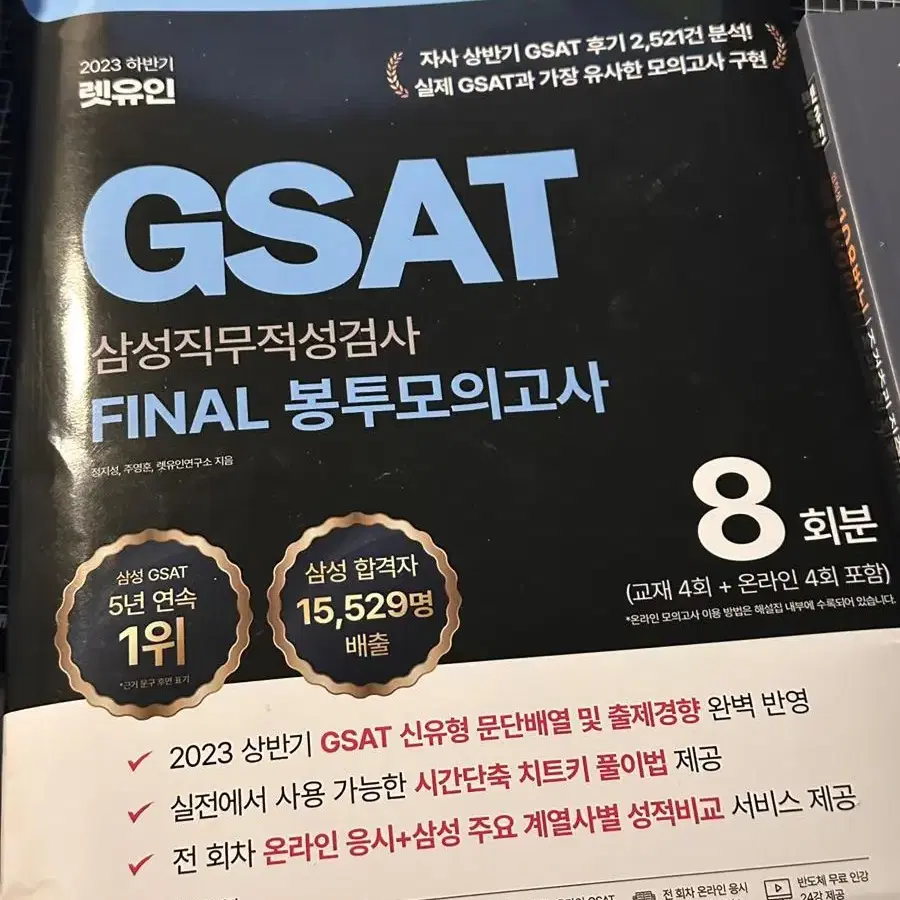 2023 하반기
렛유인
자사 상반기 GSAT 후기 2,521건 분석!
실제 GSAT과 가장 유사한 모의고사 구현
GSAT
삼성직무적성검사
FINAL 봉투모의고사
정지성, 주영훈, 렛유인연구소 지음
8회분
(교재 4회 + 온라인 4회 포함)
*온라인 모의고사 이용 방법은 해설집 내부에 수록되어 있습니다.
삼성 GSAT
5년 연속
1위
*근거 문구 후면 표기
삼성 합격자
15,529명
배출
2023 상반기 GSAT 신유형 문단배열 및 출제경향 완벽 반영
실전에서 사용 가능한 시간단축 치트키 풀이법 제공
전 회차 온라인 응시+삼성 주요 계열사별 성적비교 서비스 제공
GSAT
전 회차 온라인 응시
반도체 무료 인강
24강 제공